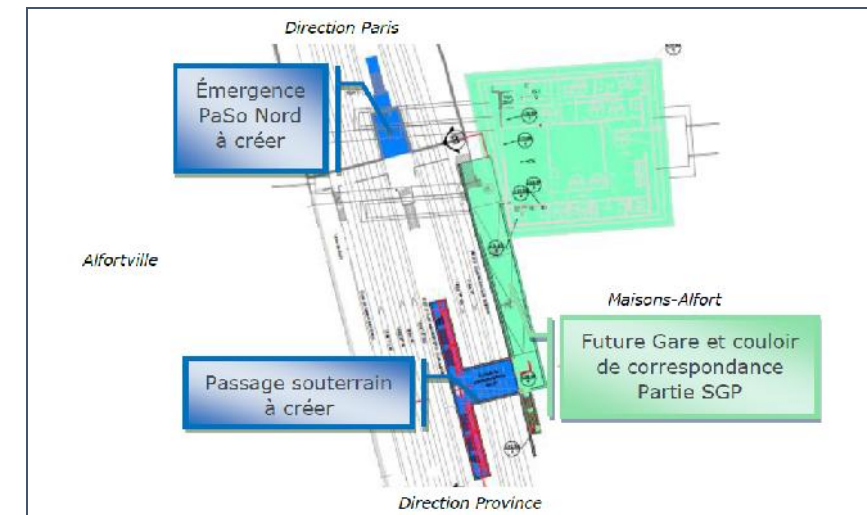 Direction Paris
Émergence
PaSo Nord
à créer
Alfortville
Maisons-Alfort
Future Gare et couloir
de correspondance
Partie SGP
Passage souterrain
à créer
Direction Province